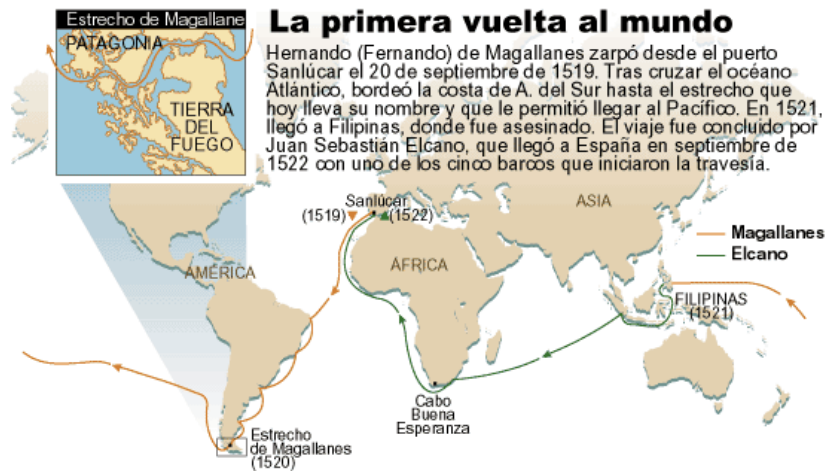 Estrecho de Magallane
PATAGONIA
TIERRA
DEL
FUEGO
La primera vuelta al mundo
Hernando (Fernando) de Magallanes zarpó desde el puerto
Sanlúcar el 20 de septiembre de 1519. Tras cruzar el océano
Atlántico, bordeó la costa de A. del Sur hasta el estrecho que
hoy lleva su nombre y que le permitió llegar al Pacífico. En 1521,
llegó a Filipinas, donde fue asesinado. El viaje fue concluido por
Juan Sebastián Elcano, que llegó a España en septiembre de
1522 con uno de los cinco barcos que iniciaron la travesía.
Sanlúcar
(1519)
(1522)
ASIA
Magallanes
Elcano
AMÉRICA
ÁFRICA
FILIPINAS
(1521)
Cabo
Buena
Esperanza
Estrecho
de Magallanes
(1520)